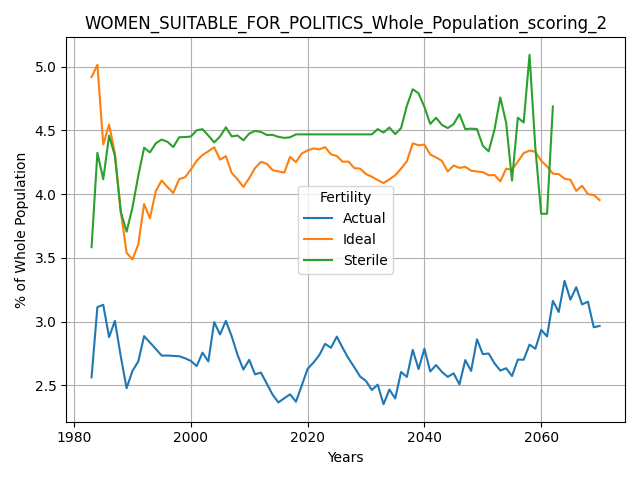 WOMEN_SUITABLE_FOR_POLITICS_Whole_Population_scoring_2
5.0
4.5
4.0
3.5
3.0
2.5
% of Whole Population
Fertility
Actual
Ideal
Sterile
1980
2000
2020
2040
2060
Years